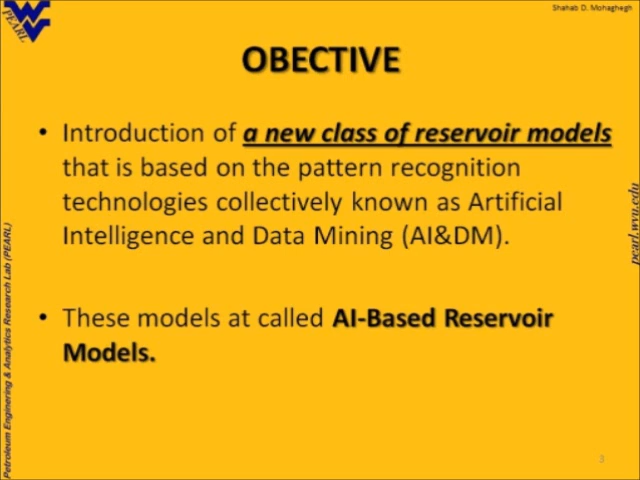 Shahab D. Mohaghegh
PEARL
OBECTIVE
• Introduction of a new class of reservoir models
that is based on the pattern recognition
technologies collectively known as Artificial
Intelligence and Data Mining (AI&DM).
• These models at called AI-Based Reservoir
Models.
Petroleum Enginering & Analytics Research Lab (PEARL)
pearl.wvu.edu
3